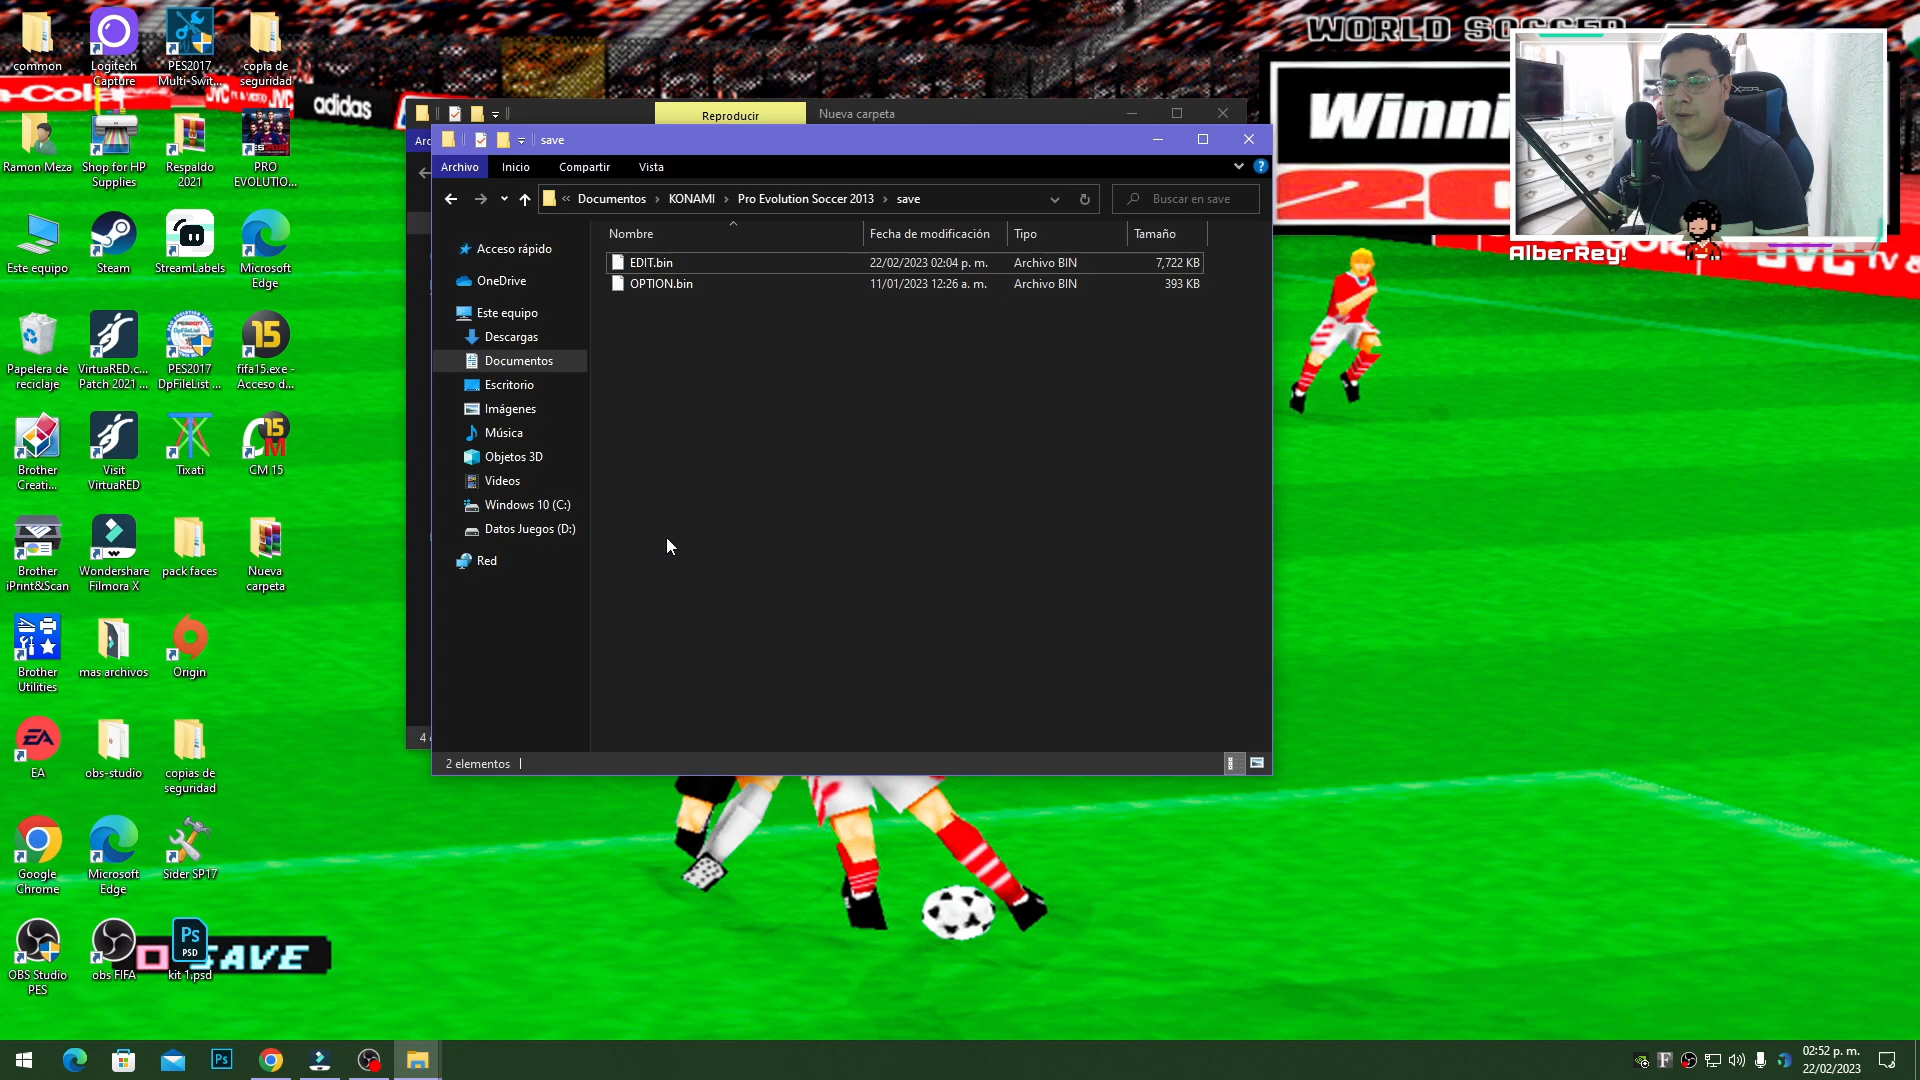 common
Logitech
Capture
PES2017
Multi-Swit...
copia de
seguridad
Ramon Meza
Shop for HP
Supplies
Respaldo
2021
PRO
EVOLUTIO...
Este equipo
Steam
StreamLabels
Microsoft
Edge
Papelera de
reciclaje
VirtuaRED.c...
Patch 2021 ...
PES2017
DpFileList ...
fifa15.exe -
Acceso d...
Brother
Creati...
Visit
VirtuaRED
Tixati
CM 15
Brother
iPrint&Scan
Wondershare
Filmora X
pack faces
Nueva
carpeta
Brother
Utilities
mas archivos
Origin
EA
obs-studio
copias de
seguridad
Google
Chrome
Microsoft
Edge
Sider SP17
OBS Studio
PES
obs FIFA
kit 1.psd
SAVE
adidas
JVC
WORLD SOCCER
Winni
20
AlberRey!
Reproducir
Nueva carpeta
save
Archivo
Inicio
Compartir
Vista
« Documentos › KONAMI › Pro Evolution Soccer 2013 › save
Buscar en save
Acceso rápido
OneDrive
Este equipo
Descargas
Documentos
Escritorio
Imágenes
Música
Objetos 3D
Videos
Windows 10 (C:)
Datos Juegos (D:)
Red
Nombre
Fecha de modificación
Tipo
Tamaño
EDIT.bin 22/02/2023 02:04 p. m. Archivo BIN 7,722 KB
OPTION.bin 11/01/2023 12:26 a. m. Archivo BIN 393 KB
2 elementos
02:52 p. m.
22/02/2023